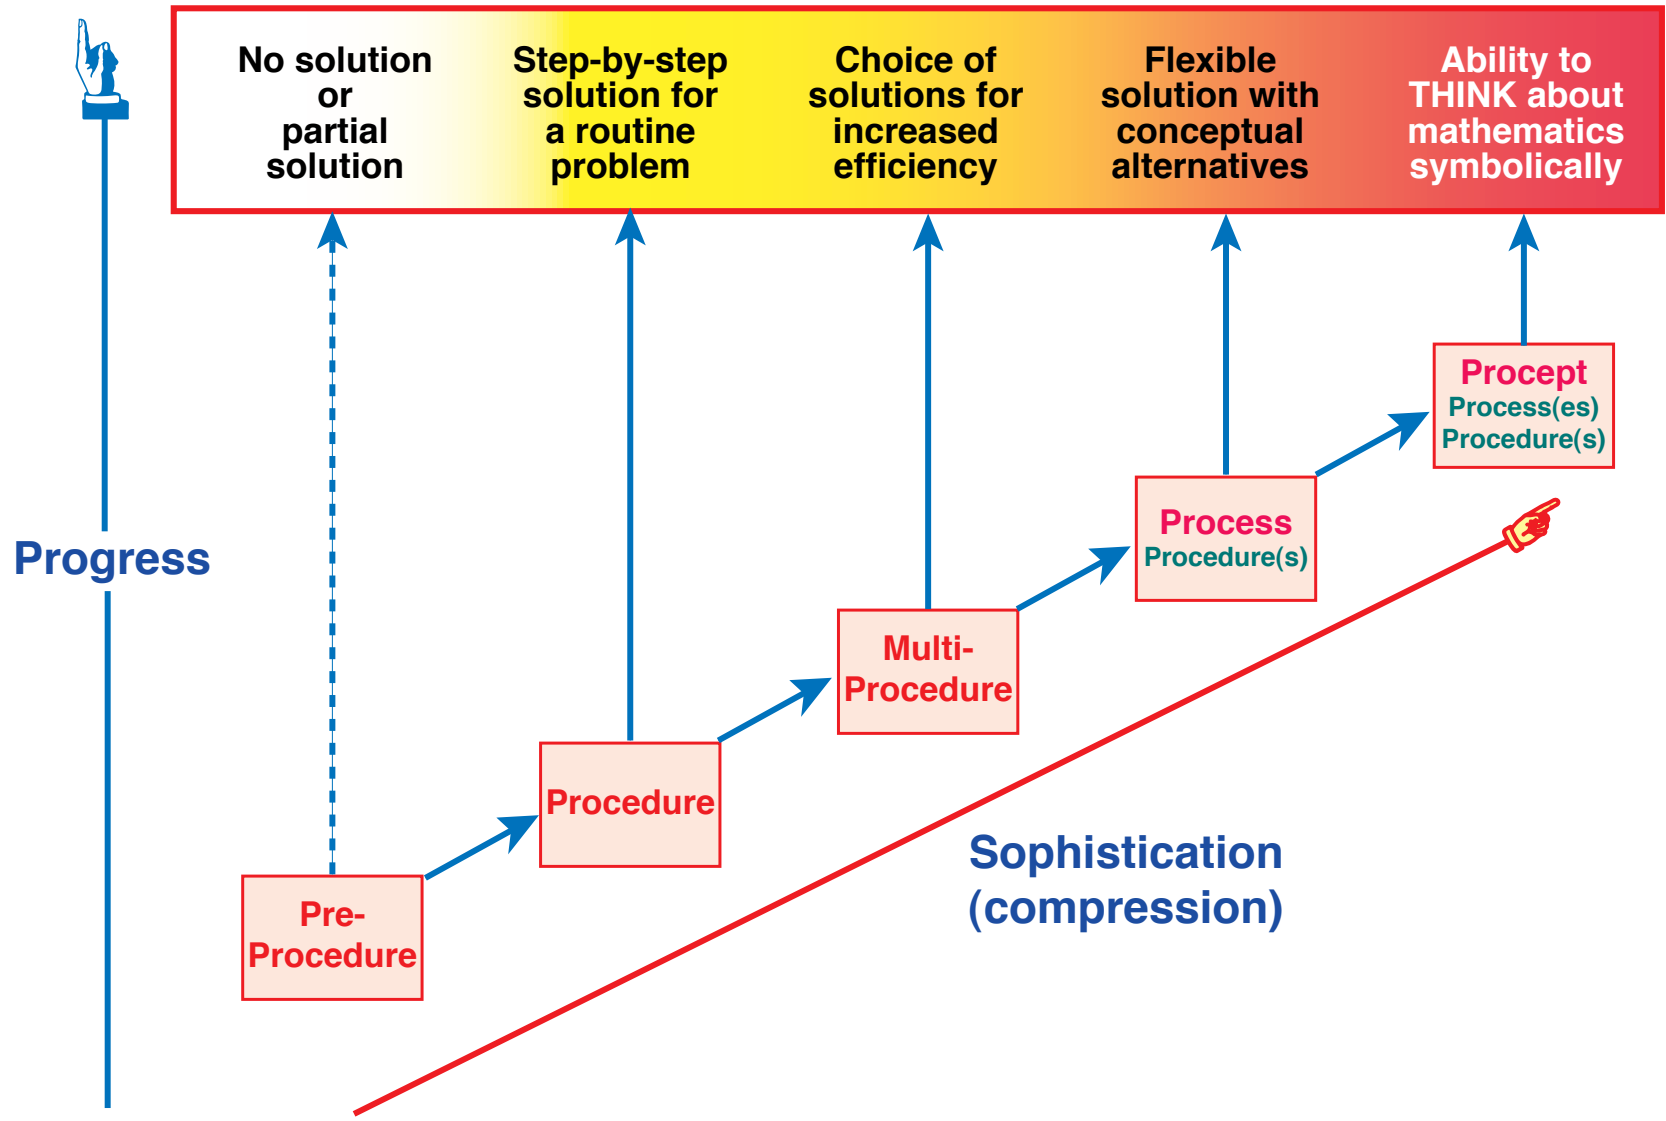 No solution
or
partial
solution
Step-by-step
solution for
a routine
problem
Choice of
solutions for
increased
efficiency
Flexible
solution with
conceptual
alternatives
Ability to
THINK about
mathematics
symbolically
Progress
Procept
Process(es)
Procedure(s)
Process
Procedure(s)
Multi-
Procedure
Procedure
Pre-
Procedure
Sophistication
(compression)